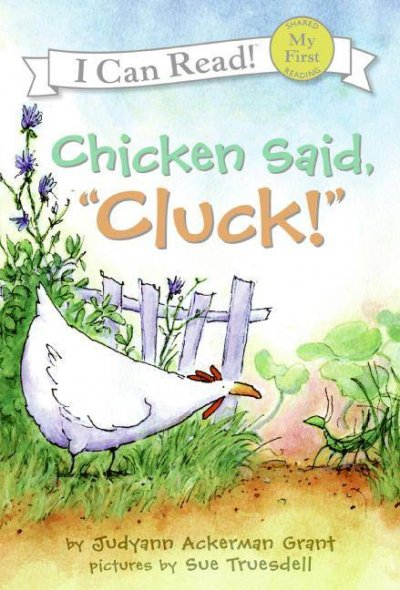 I Can Read!
SHARED
My
First
READING
Chicken Said,
“Cluck!”
by Judyann Ackerman Grant
pictures by Sue Truesdell